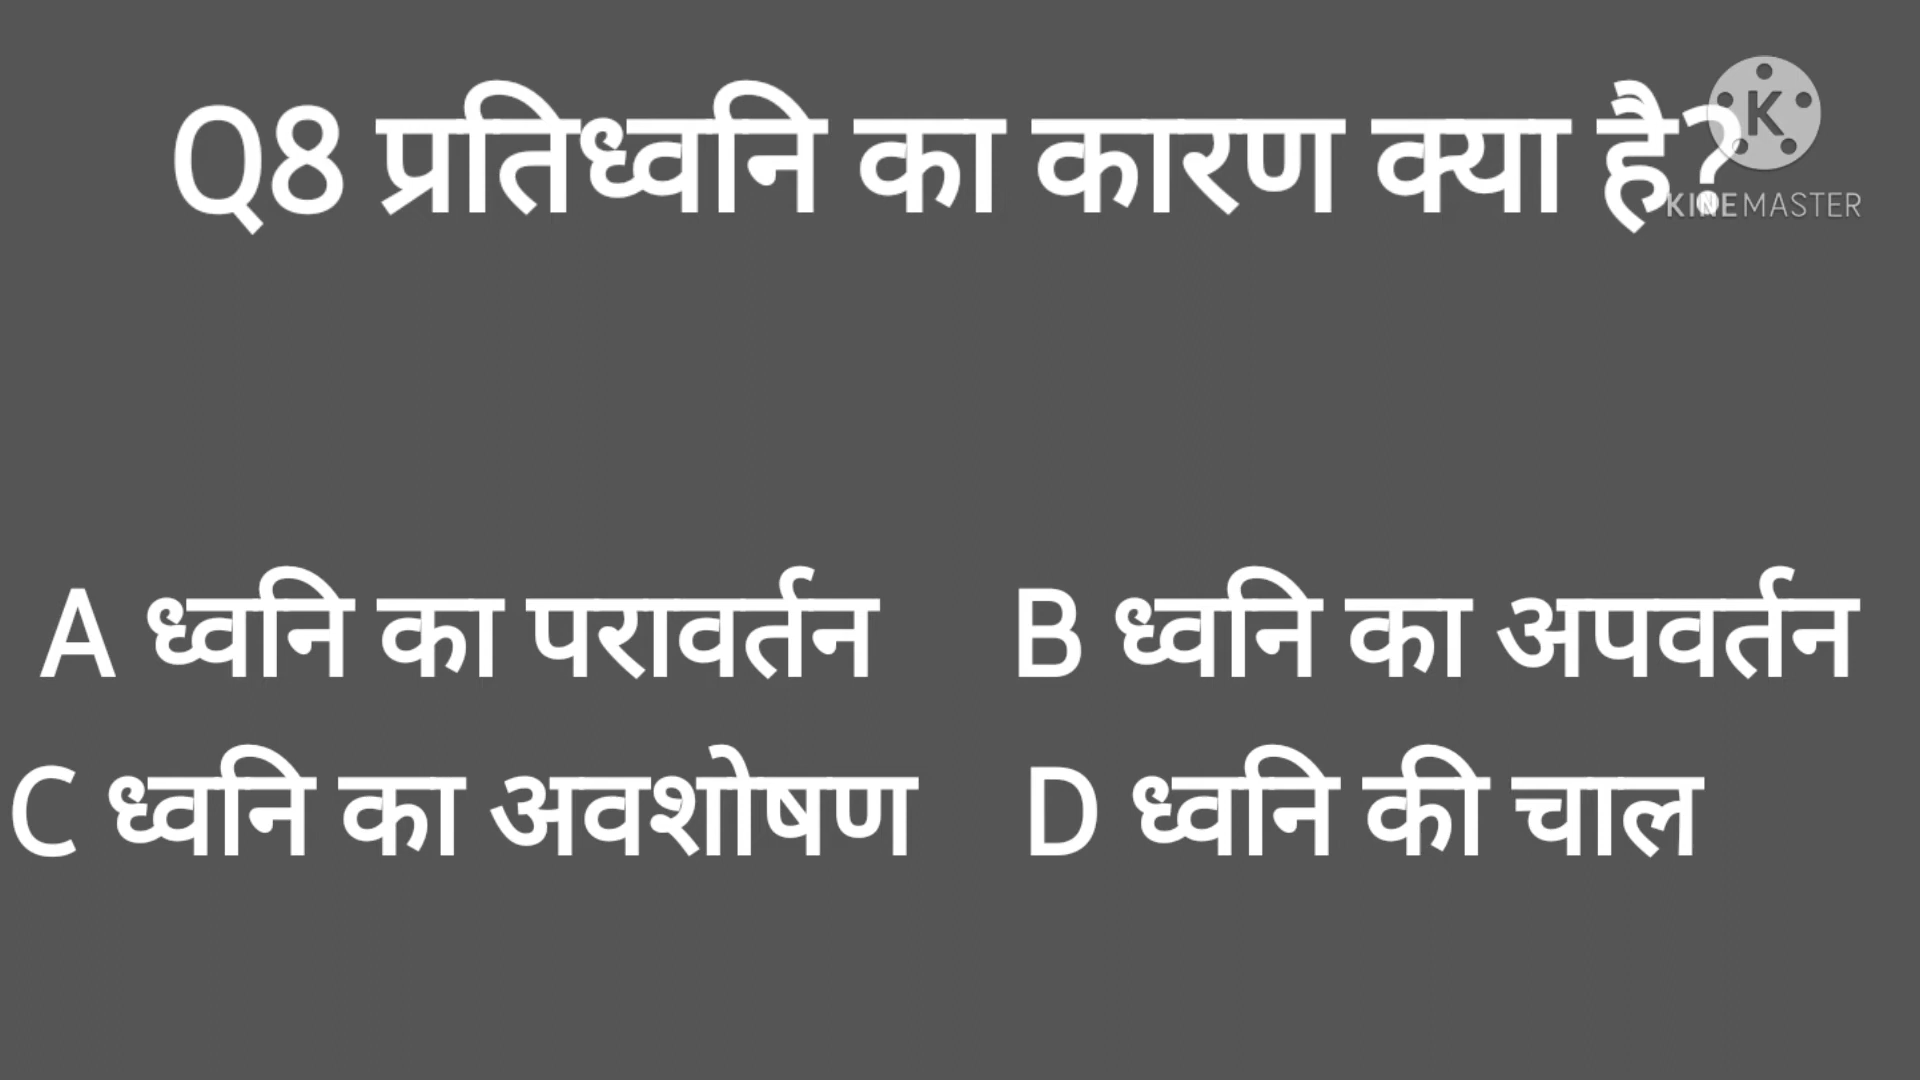 Q8 प्रतिध्वनि का कारण क्या है?
K
KINEMASTER
A ध्वनि का परावर्तन B ध्वनि का अपवर्तन
C ध्वनि का अवशोषण D ध्वनि की चाल